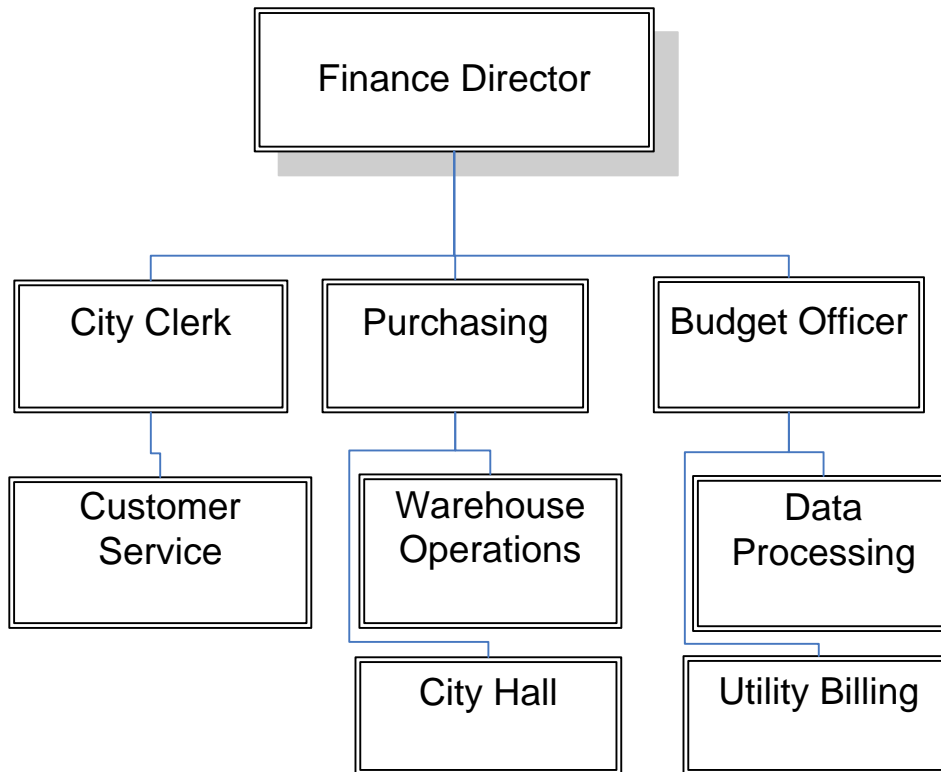 Finance Director
City Clerk
Purchasing
Budget Officer
Customer
Service
Warehouse
Operations
Data
Processing
City Hall
Utility Billing